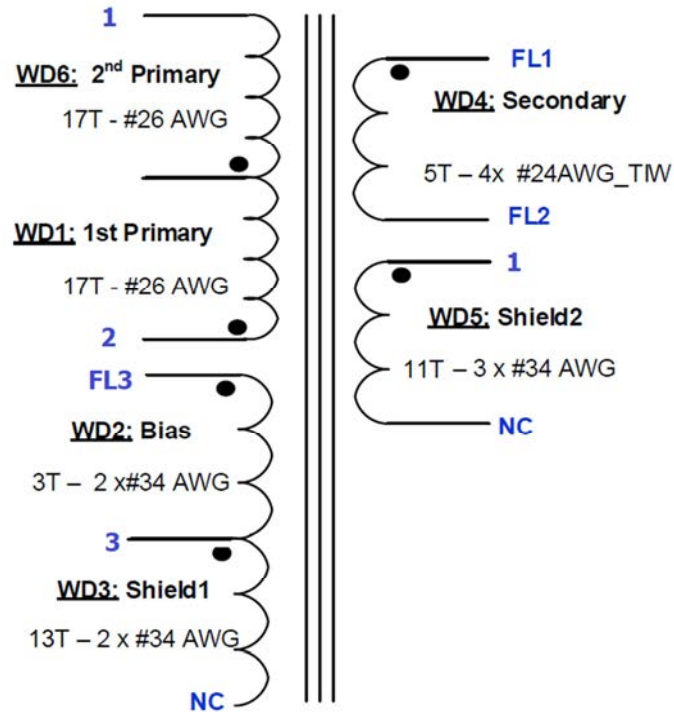 1
WD6: 2nd Primary
17T - #26 AWG
WD1: 1st Primary
17T - #26 AWG
2
FL3
WD2: Bias
3T – 2 x#34 AWG
3
WD3: Shield1
13T – 2 x #34 AWG
NC
FL1
WD4: Secondary
5T – 4x #24AWG_TIW
FL2
1
WD5: Shield2
11T – 3 x #34 AWG
NC